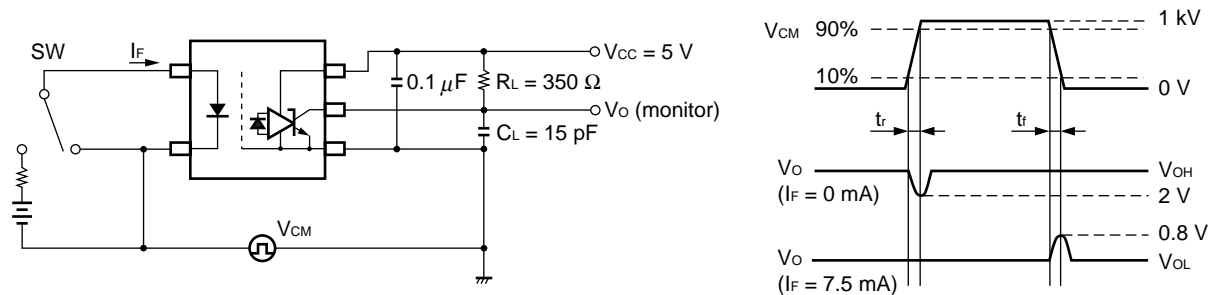 SW
IF
VCC = 5 V
0.1 μF
RL = 350 Ω
VO (monitor)
CL = 15 pF
VCM
VCM 90%
1 kV
10%
0 V
tr
tf
VO
(IF = 0 mA)
VOH
2 V
0.8 V
VO
(IF = 7.5 mA)
VOL